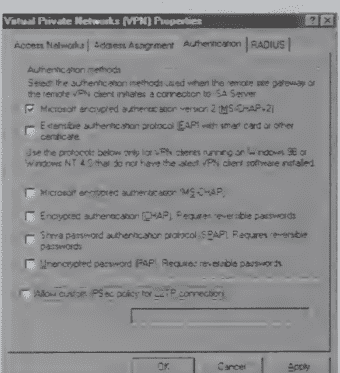 Virtual Private Networks (VPN) Properties
Access Networks | Address Assignment | Authentication | RADIUS
Authentication methods
Select the authentication methods used when the remote site gateway or
the remote VPN client initiates a connection to ISA Server.
Microsoft encrypted authentication version 2 (MS-CHAPv2)
Extensible authentication protocol (EAP) with smart card or other
certificate.
Use the protocols below only for VPN clients running on Windows 98 or
Windows NT 4.0 that do not have the latest VPN client software installed.
Microsoft encrypted authentication (MS-CHAP)
Encrypted authentication (CHAP). Requires reversible passwords.
Shiva password authentication protocol (SPAP). Requires reversible
passwords.
Unencrypted password (PAP). Requires reversible passwords.
Allow custom IPSec policy for L2TP connection
OK Cancel Apply